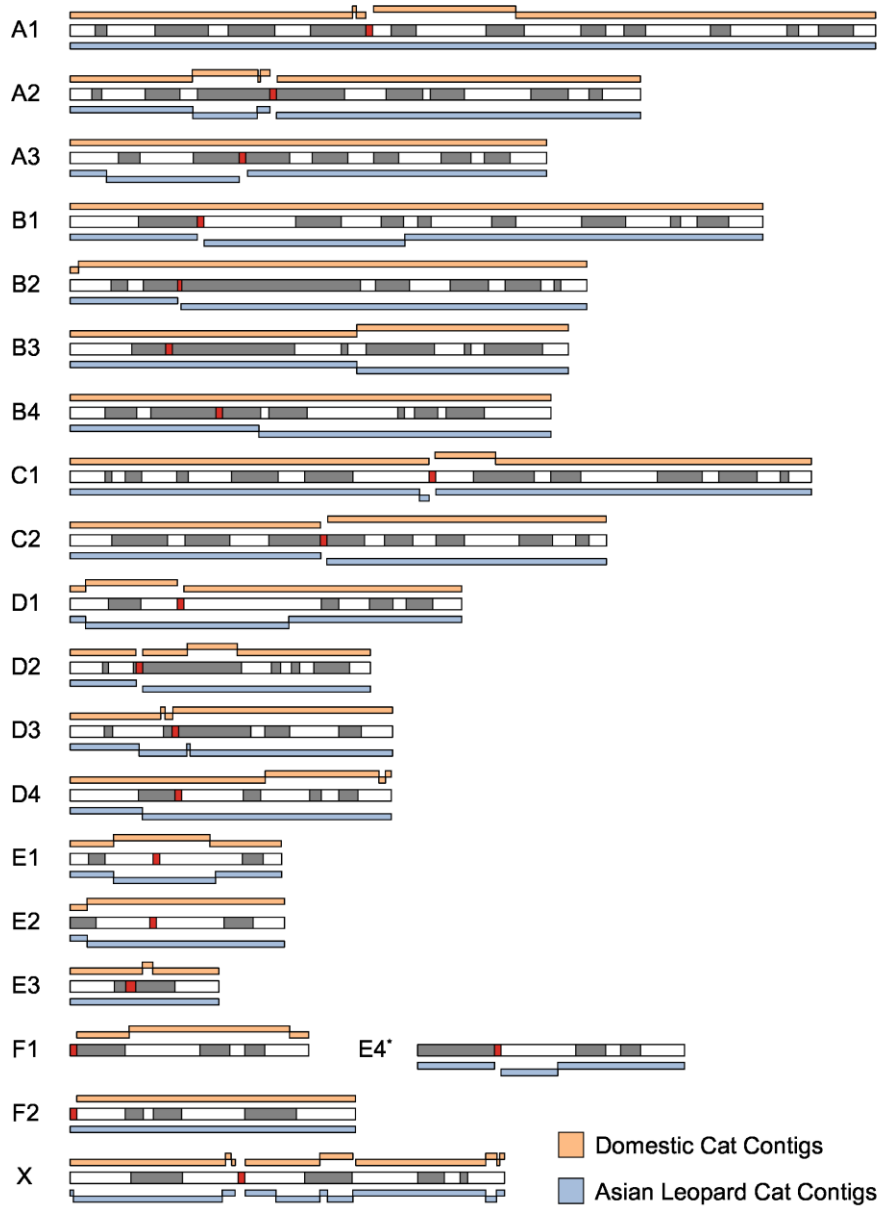 A1
A2
A3
B1
B2
B3
B4
C1
C2
D1
D2
D3
D4
E1
E2
E3
F1
E4*
F2
X
Domestic Cat Contigs
Asian Leopard Cat Contigs